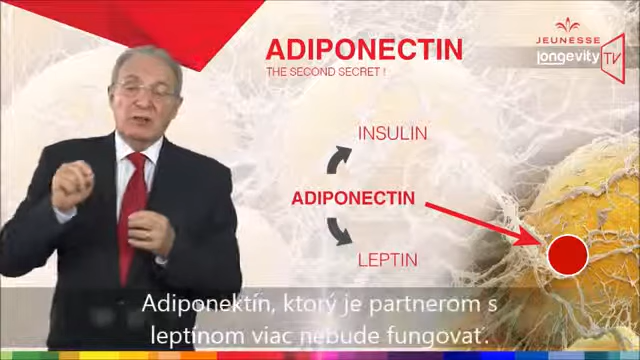 ADIPONECTIN
THE SECOND SECRET !
JEUNESSE
longevity TV
INSULIN
ADIPONECTIN
LEPTIN
Adiponektín, ktorý je partnerom s
leptínom viac nebude fungovať.